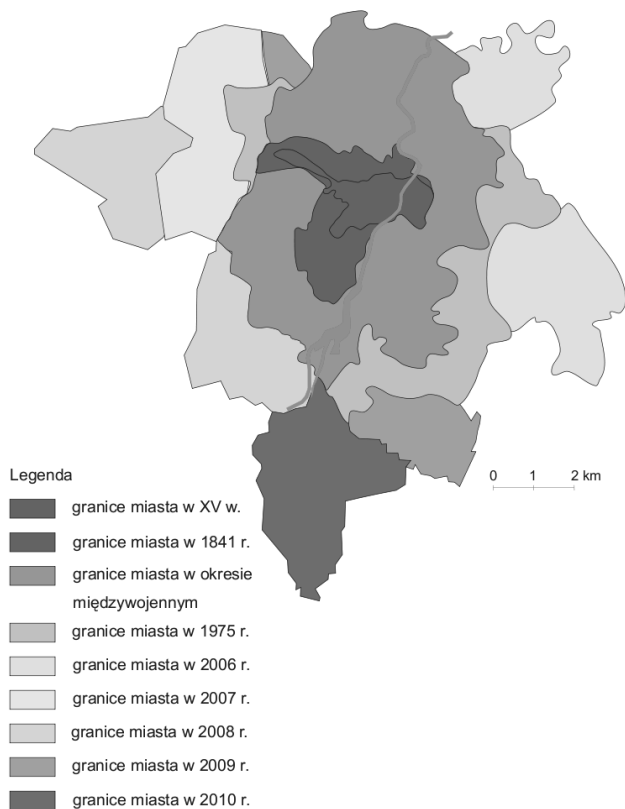 Legenda
0 1 2 km
granice miasta w XV w.
granice miasta w 1841 r.
granice miasta w okresie
międzywojennym
granice miasta w 1975 r.
granice miasta w 2006 r.
granice miasta w 2007 r.
granice miasta w 2008 r.
granice miasta w 2009 r.
granice miasta w 2010 r.